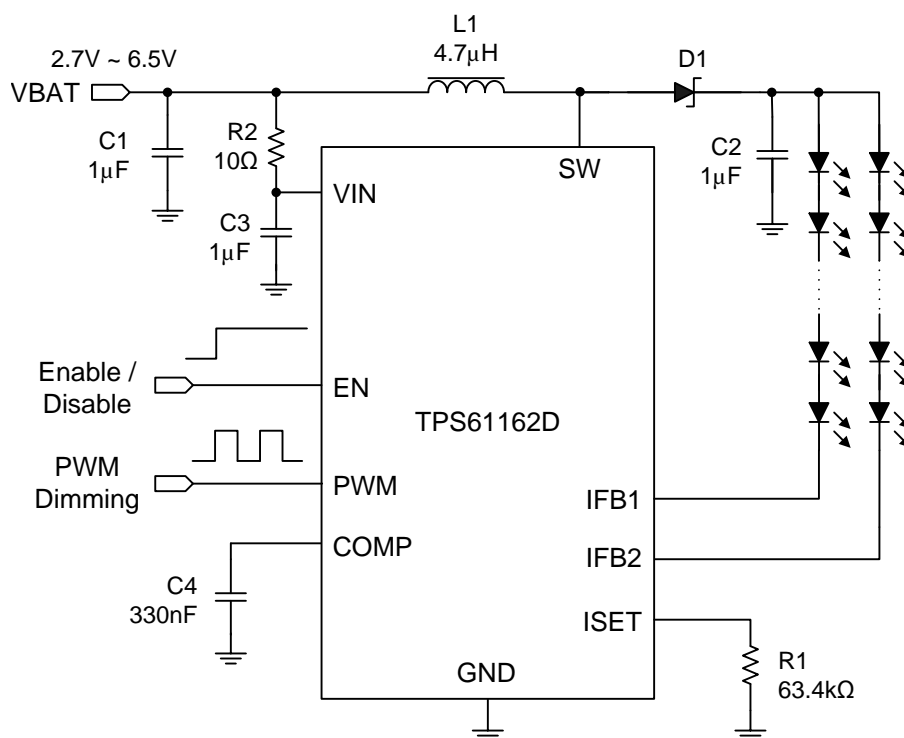 L1
4.7μH
2.7V ~ 6.5V
VBAT
D1
C1
1μF
R2
10Ω
C2
1μF
SW
VIN
C3
1μF
Enable /
Disable
EN
TPS61162D
PWM
Dimming
PWM
IFB1
COMP
IFB2
C4
330nF
ISET
R1
63.4kΩ
GND